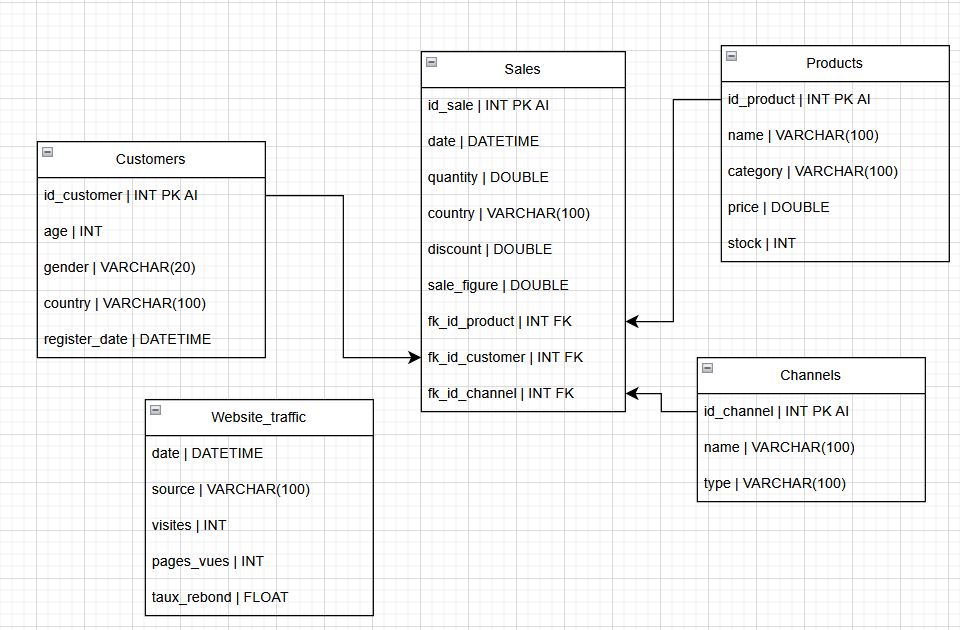 Customers
id_customer | INT PK AI
age | INT
gender | VARCHAR(20)
country | VARCHAR(100)
register_date | DATETIME
Website_traffic
date | DATETIME
source | VARCHAR(100)
visites | INT
pages_vues | INT
taux_rebond | FLOAT
Sales
id_sale | INT PK AI
date | DATETIME
quantity | DOUBLE
country | VARCHAR(100)
discount | DOUBLE
sale_figure | DOUBLE
fk_id_product | INT FK
fk_id_customer | INT FK
fk_id_channel | INT FK
Products
id_product | INT PK AI
name | VARCHAR(100)
category | VARCHAR(100)
price | DOUBLE
stock | INT
Channels
id_channel | INT PK AI
name | VARCHAR(100)
type | VARCHAR(100)